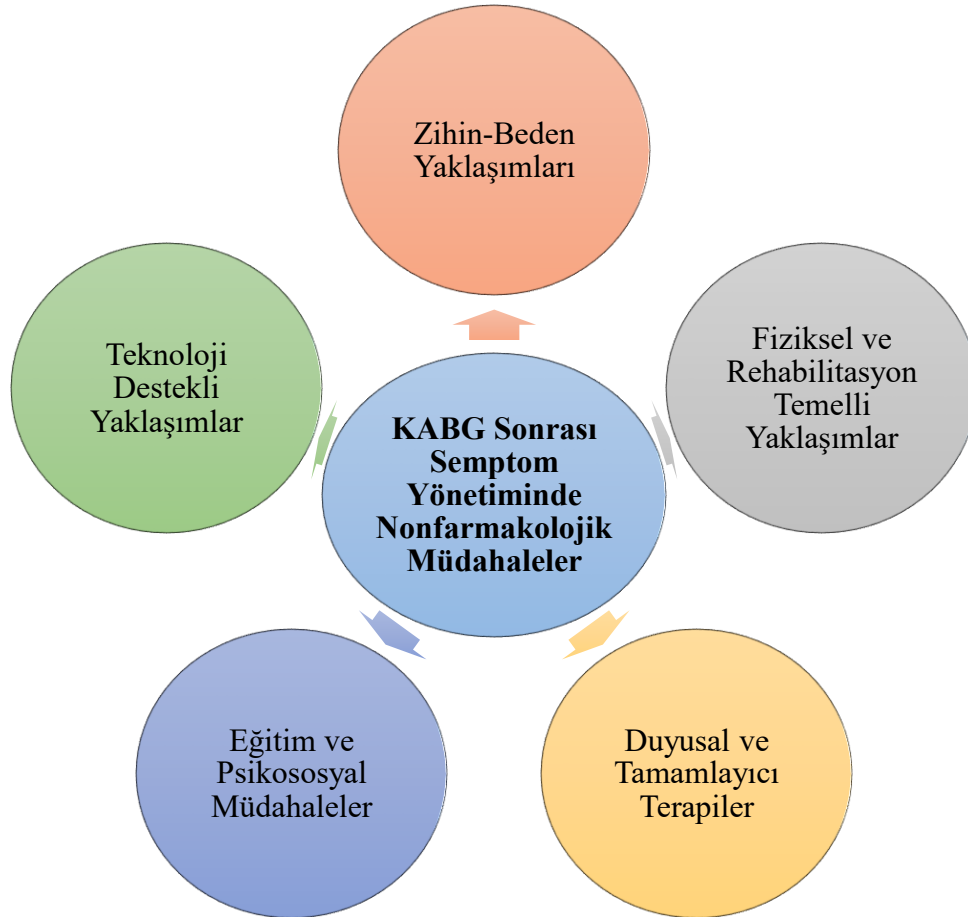 Zihin-Beden
Yaklaşımları
Teknoloji
Destekli
Yaklaşımlar
Fiziksel ve
Rehabilitasyon
Temelli
Yaklaşımlar
KABG Sonrası
Semptom
Yönetiminde
Nonfarmakolojik
Müdahaleler
Eğitim ve
Psikososyal
Müdahaleler
Duyusal ve
Tamamlayıcı
Terapiler